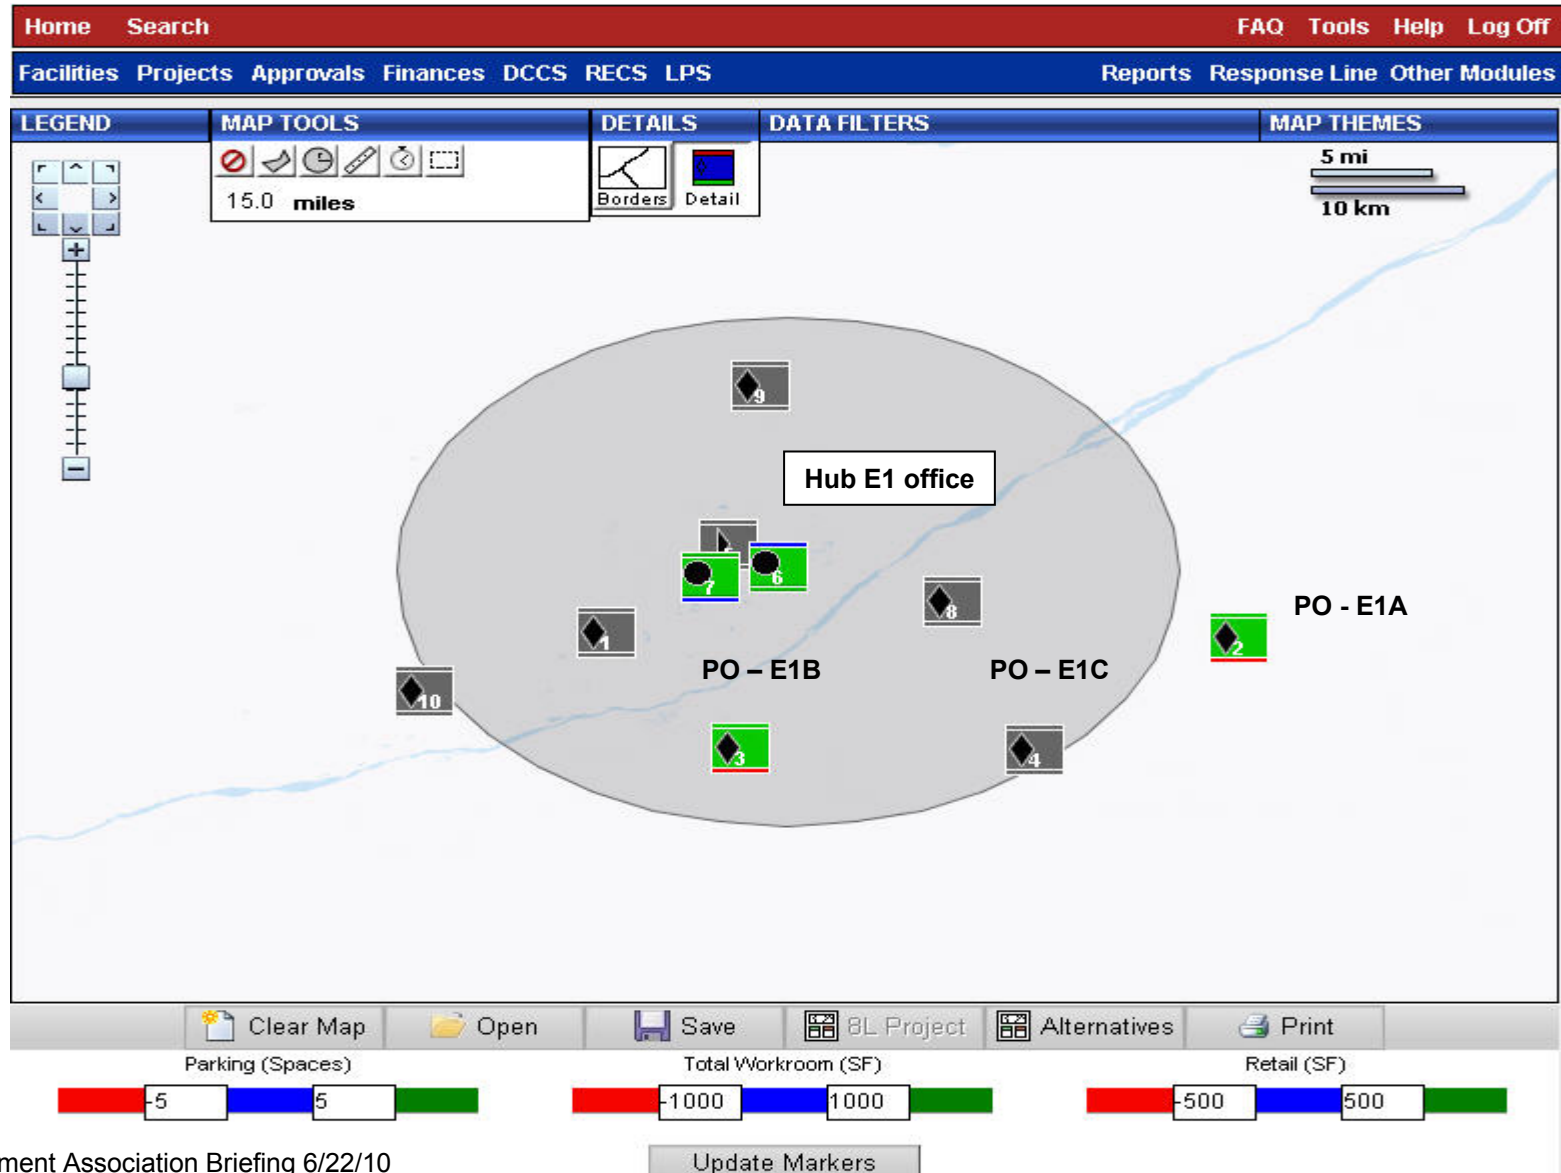 Home Search FAQ Tools Help Log Off
Facilities Projects Approvals Finances DCCS RECS LPS Reports Response Line Other Modules
LEGEND MAP TOOLS DETAILS DATA FILTERS MAP THEMES
5 mi
15.0 miles Borders Detail
10 km
9
Hub E1 office
6
7
8
PO - E1A
1
2
PO – E1B PO – E1C
10
3
4
Clear Map Open Save 8L Project Alternatives Print
Parking (Spaces) Total Workroom (SF) Retail (SF)
-5 5 -1000 1000 -500 500
ment Association Briefing 6/22/10 Update Markers